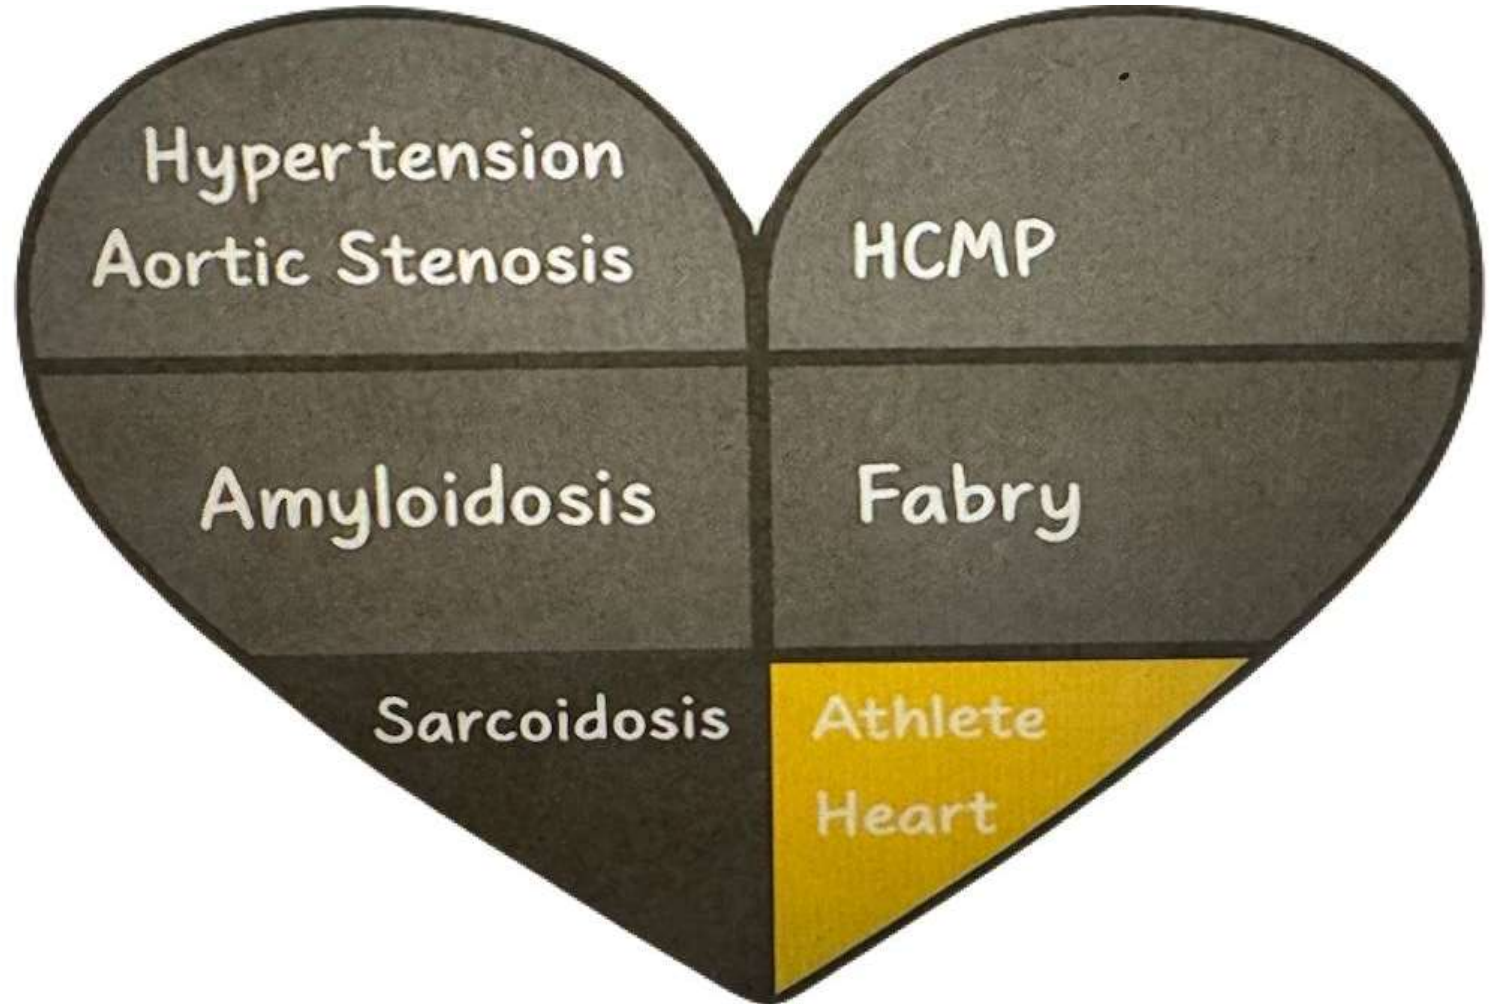 Hypertension
Aortic Stenosis
HCMP
Amyloidosis
Fabry
Sarcoidosis
Athlete
Heart